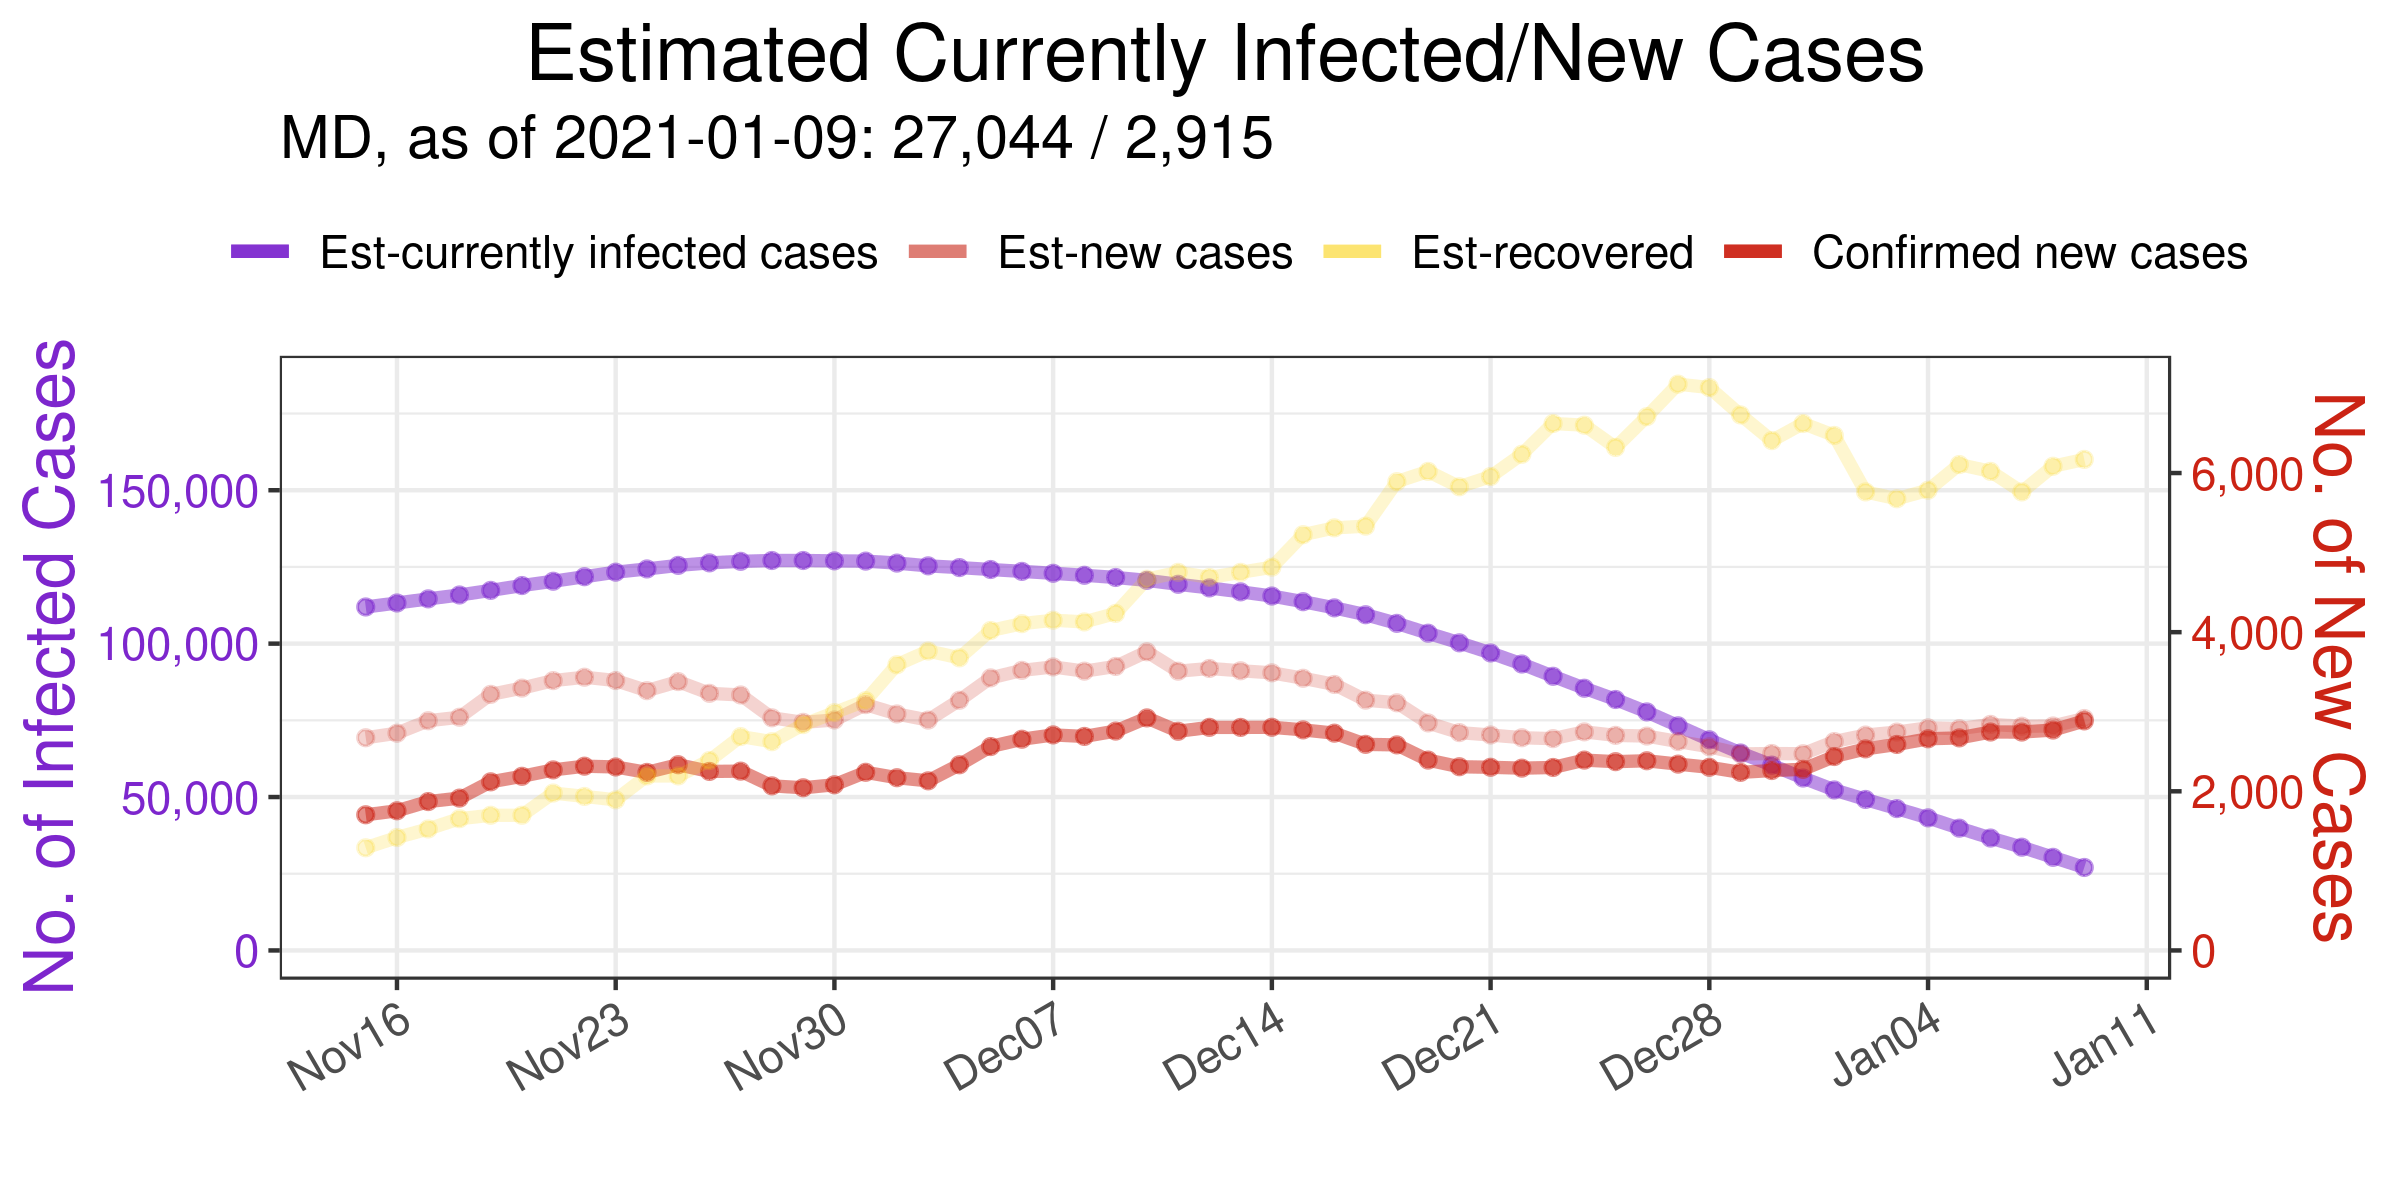 Estimated Currently Infected/New Cases
MD, as of 2021-01-09: 27,044 / 2,915
Est-currently infected cases Est-new cases Est-recovered Confirmed new cases
No. of Infected Cases
150,000
100,000
50,000
0
6,000
4,000
2,000
0
No. of New Cases
Nov16 Nov23 Nov30 Dec07 Dec14 Dec21 Dec28 Jan04 Jan11